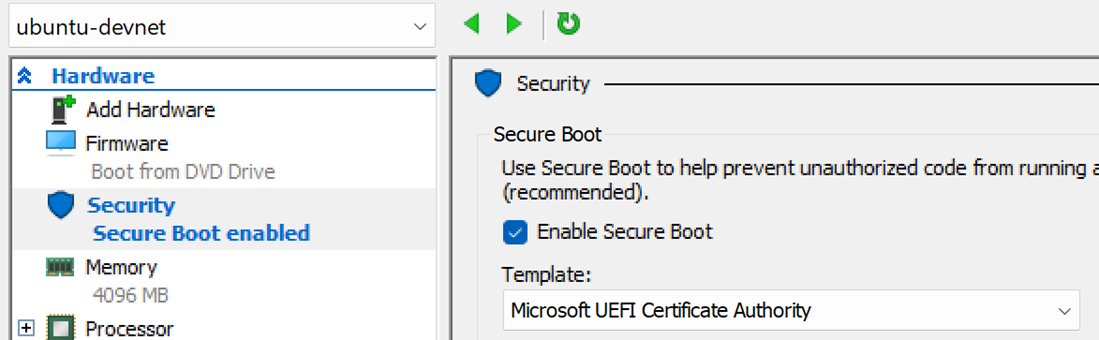 ubuntu-devnet
Hardware
Add Hardware
Firmware
Boot from DVD Drive
Security
Secure Boot enabled
Memory
4096 MB
Processor
Security
Secure Boot
Use Secure Boot to help prevent unauthorized code from running a
(recommended).
Enable Secure Boot
Template:
Microsoft UEFI Certificate Authority